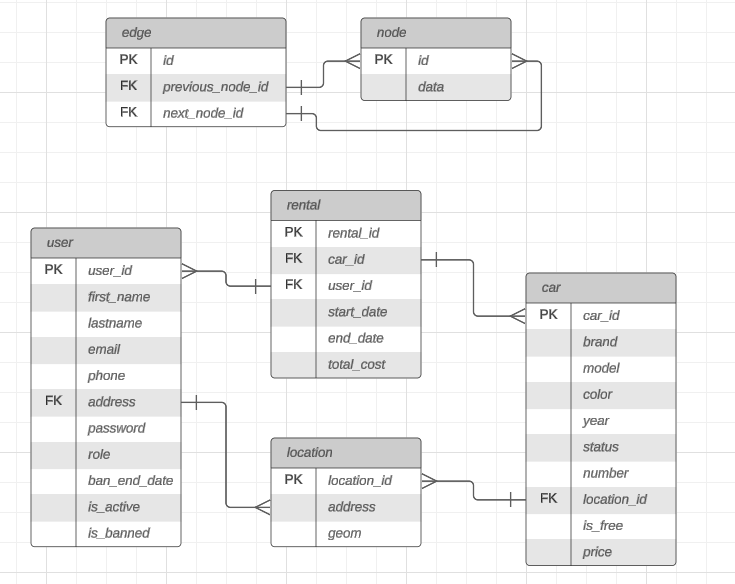 edge
PK id
FK previous_node_id
FK next_node_id
node
PK id
data
rental
PK rental_id
FK car_id
FK user_id
start_date
end_date
total_cost
user
PK user_id
first_name
lastname
email
phone
FK address
password
role
ban_end_date
is_active
is_banned
car
PK car_id
brand
model
color
year
status
number
FK location_id
is_free
price
location
PK location_id
address
geom